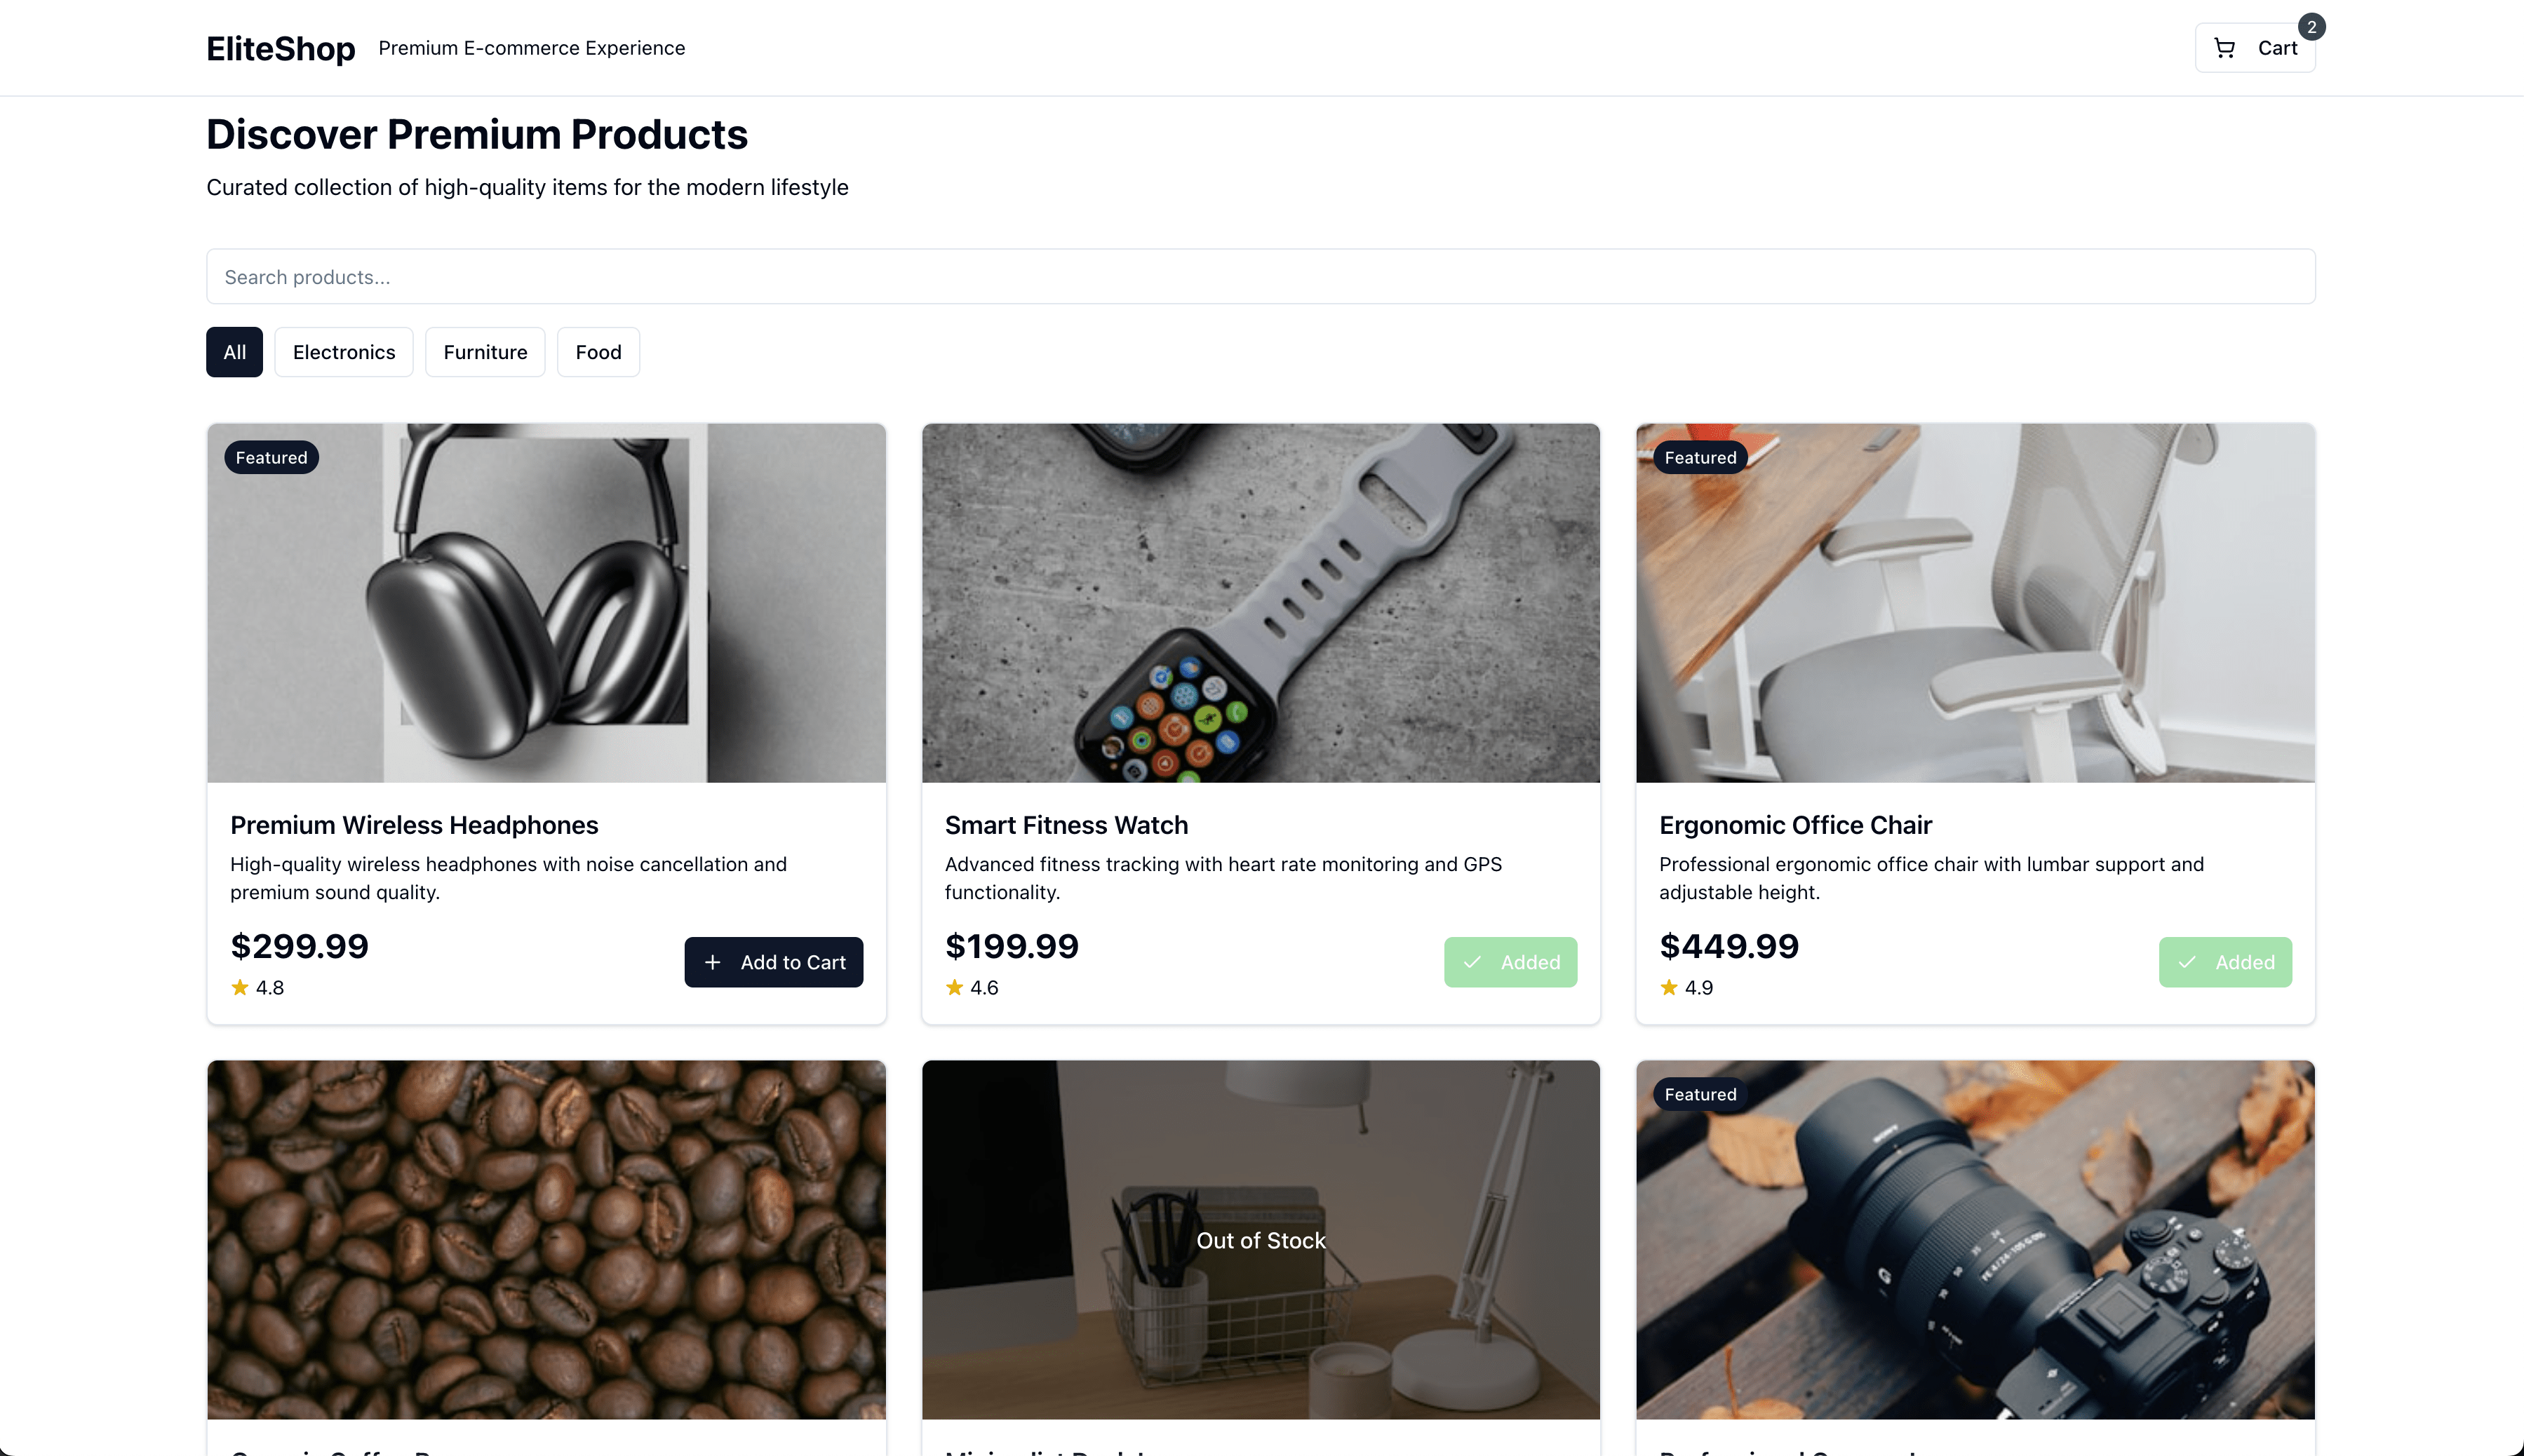 EliteShop Premium E-commerce Experience
Cart 2
Discover Premium Products
Curated collection of high-quality items for the modern lifestyle
Search products...
All Electronics Furniture Food
Featured
Featured
Premium Wireless Headphones
High-quality wireless headphones with noise cancellation and
premium sound quality.
$299.99
4.8
Add to Cart
Smart Fitness Watch
Advanced fitness tracking with heart rate monitoring and GPS
functionality.
$199.99
4.6
Added
Ergonomic Office Chair
Professional ergonomic office chair with lumbar support and
adjustable height.
$449.99
4.9
Added
Out of Stock
Featured
SONY